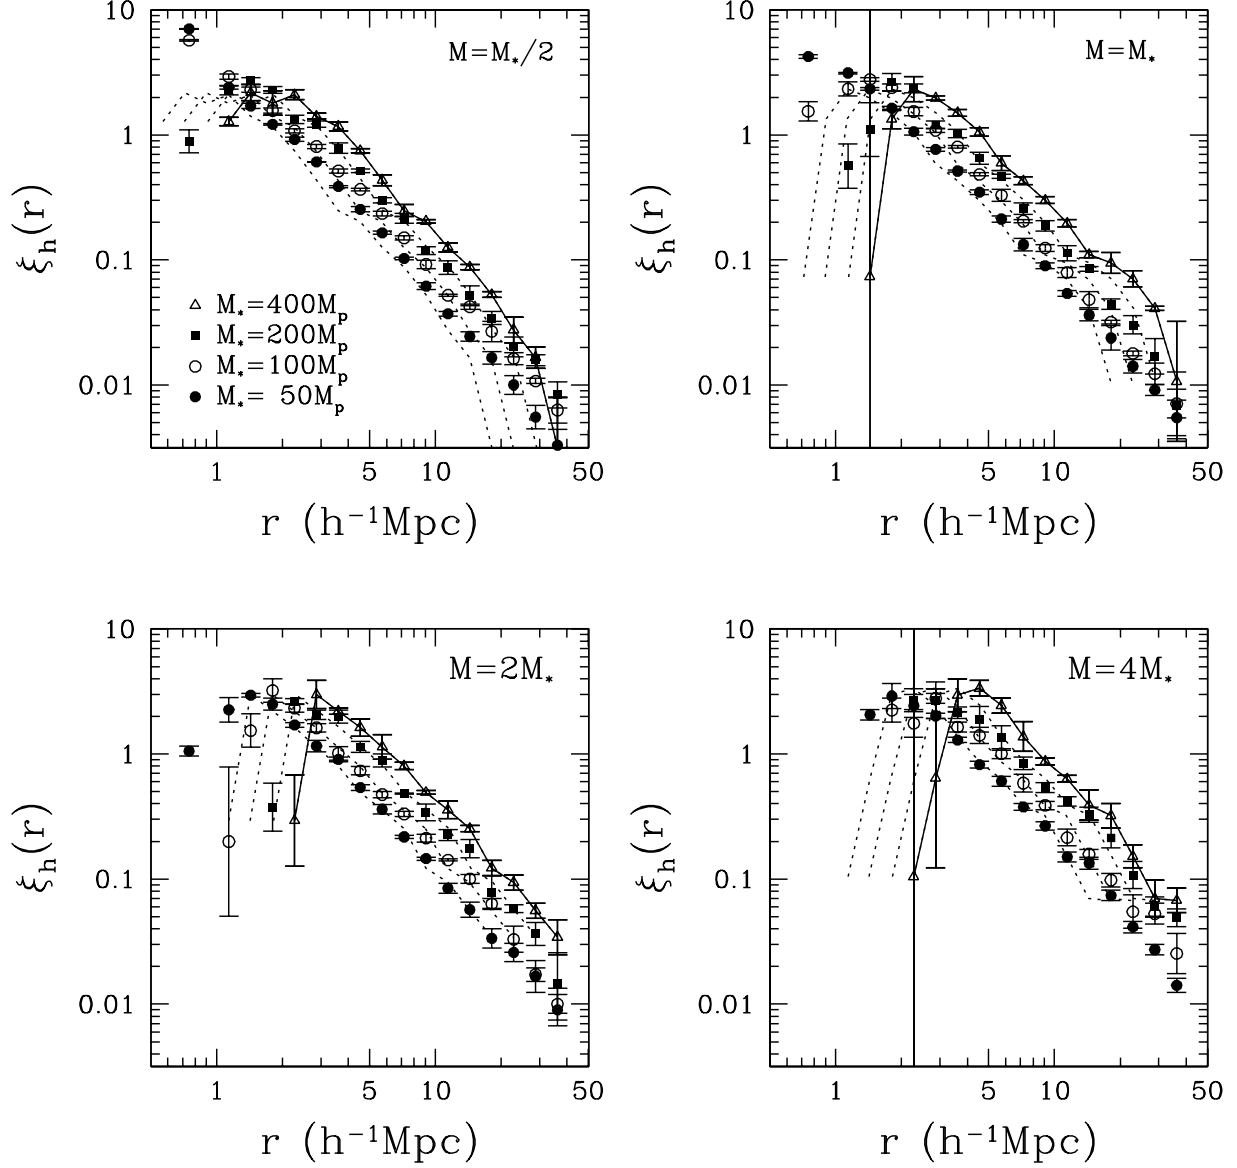 10
1
0.1
0.01
ξh(r)
M=M*/2
M*=400Mp
M*=200Mp
M*=100Mp
M*= 50Mp
1 5 10 50
r (h⁻¹Mpc)
10
1
0.1
0.01
ξh(r)
M=M*
1 5 10 50
r (h⁻¹Mpc)
10
1
0.1
0.01
ξh(r)
M=2M*
1 5 10 50
r (h⁻¹Mpc)
10
1
0.1
0.01
ξh(r)
M=4M*
1 5 10 50
r (h⁻¹Mpc)